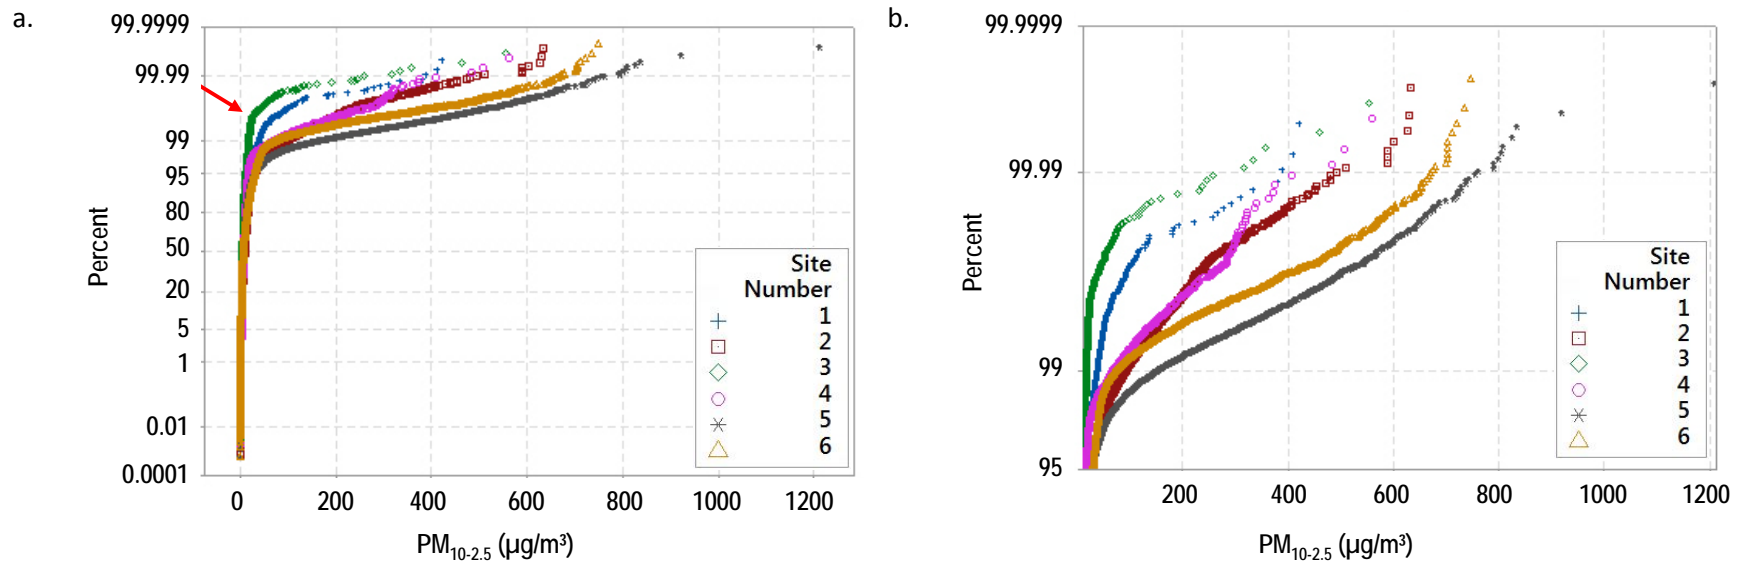 a.
99.9999
99.99
99
95
80
50
20
5
1
0.01
0.0001
Percent
0 200 400 600 800 1000 1200
PM10-2.5 (µg/m³)
Site
Number
1
2
3
4
5
6
b.
99.9999
99.99
99
95
Percent
200 400 600 800 1000 1200
PM10-2.5 (µg/m³)
Site
Number
1
2
3
4
5
6